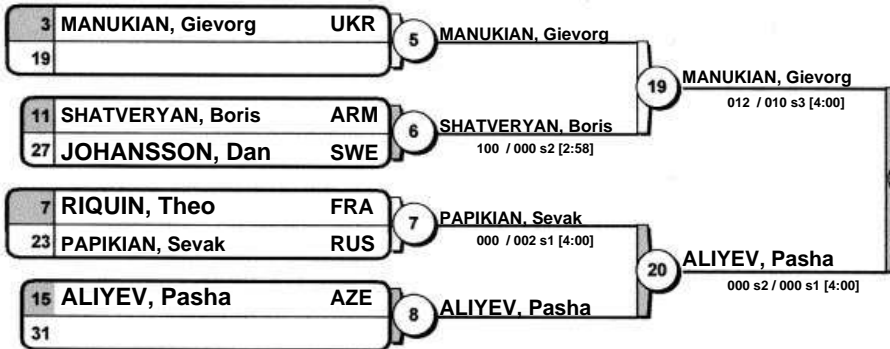 3 MANUKIAN, Gievorg UKR
19
5
MANUKIAN, Gievorg
11 SHATVERYAN, Boris ARM
27 JOHANSSON, Dan SWE
6
SHATVERYAN, Boris
100 / 000 s2 [2:58]
19
MANUKIAN, Gievorg
012 / 010 s3 [4:00]
7 RIQUIN, Theo FRA
23 PAPIKIAN, Sevak RUS
7
PAPIKIAN, Sevak
000 / 002 s1 [4:00]
15 ALIYEV, Pasha AZE
31
8
ALIYEV, Pasha
20
ALIYEV, Pasha
000 s2 / 000 s1 [4:00]